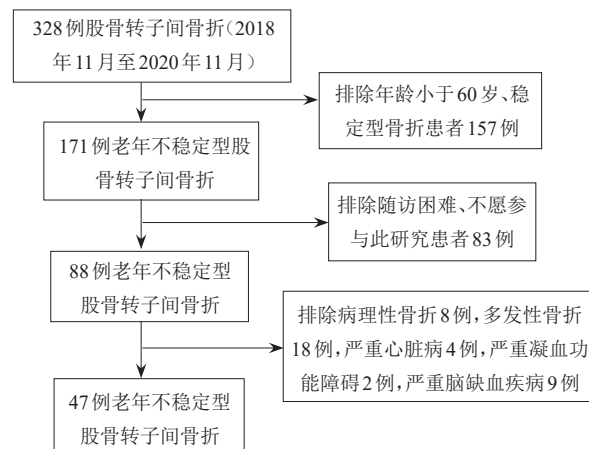 328例股骨转子间骨折（2018
年11月至2020年11月）
排除年龄小于60岁、稳
定型骨折患者157例
171例老年不稳定型股
骨转子间骨折
排除随访困难、不愿参
与此研究患者83例
88例老年不稳定型
股骨转子间骨折
排除病理性骨折8例，多发性骨折
18例，严重心脏病4例，严重凝血功
能障碍2例，严重脑缺血疾病9例
47例老年不稳定型
股骨转子间骨折